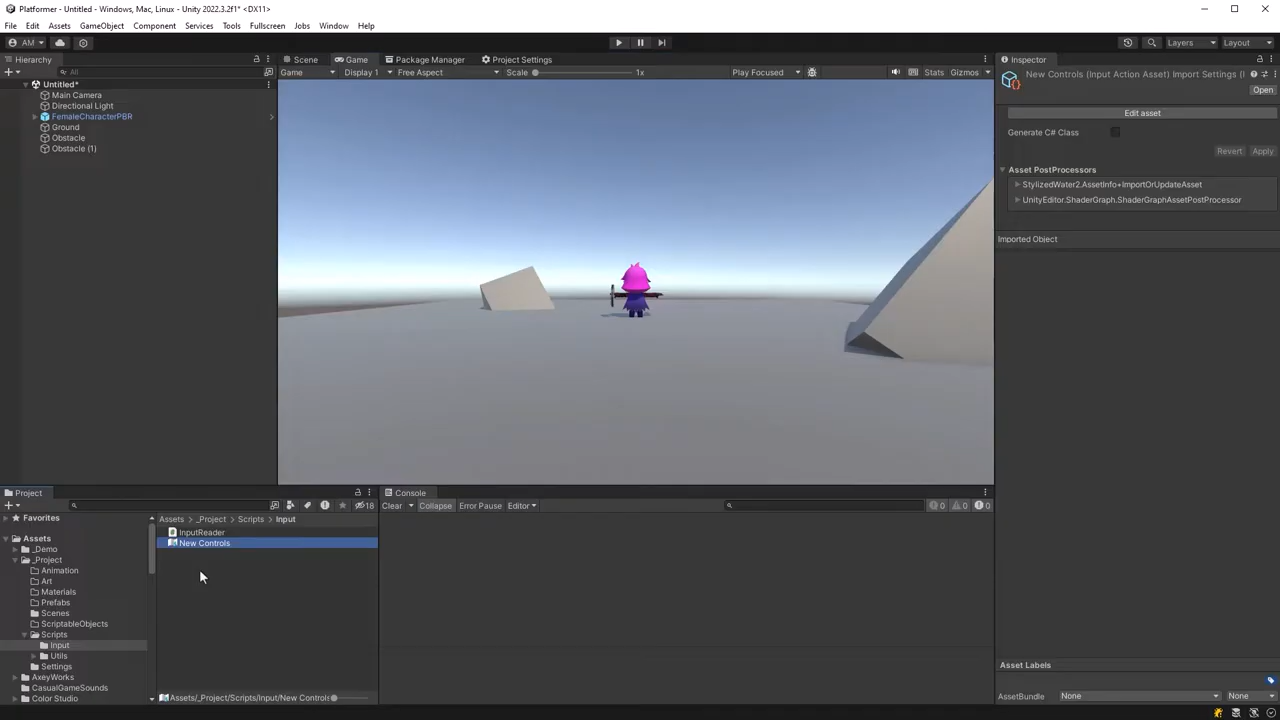 Platformer - Untitled - Windows, Mac, Linux - Unity 2022.3.2f1* <DX11>
File Edit Assets GameObject Component Services Tools Fullscreen Jobs Window Help
AM Layers Layout
Hierarchy
All
Untitled*
Main Camera
Directional Light
FemaleCharacterPBR
Ground
Obstacle
Obstacle (1)
Scene Game Package Manager Project Settings
Game Display 1 Free Aspect Scale 1x Play Focused Stats Gizmos
Inspector
New Controls (Input Action Asset) Import Settings (
Open
Edit asset
Generate C# Class
Revert Apply
Asset PostProcessors
StylizedWater2.AssetInfo+ImportOrUpdateAsset
UnityEditor.ShaderGraph.ShaderGraphAssetPostProcessor
Imported Object
Asset Labels
AssetBundle None None
Project
18
Favorites
Assets
_Demo
_Project
Animation
Art
Materials
Prefabs
Scenes
ScriptableObjects
Scripts
Input
Utils
Settings
AxeyWorks
CasualGameSounds
Color Studio
Assets > _Project > Scripts > Input
InputReader
New Controls
Assets/_Project/Scripts/Input/New Controls
Console
Clear Collapse Error Pause Editor 0 0 0